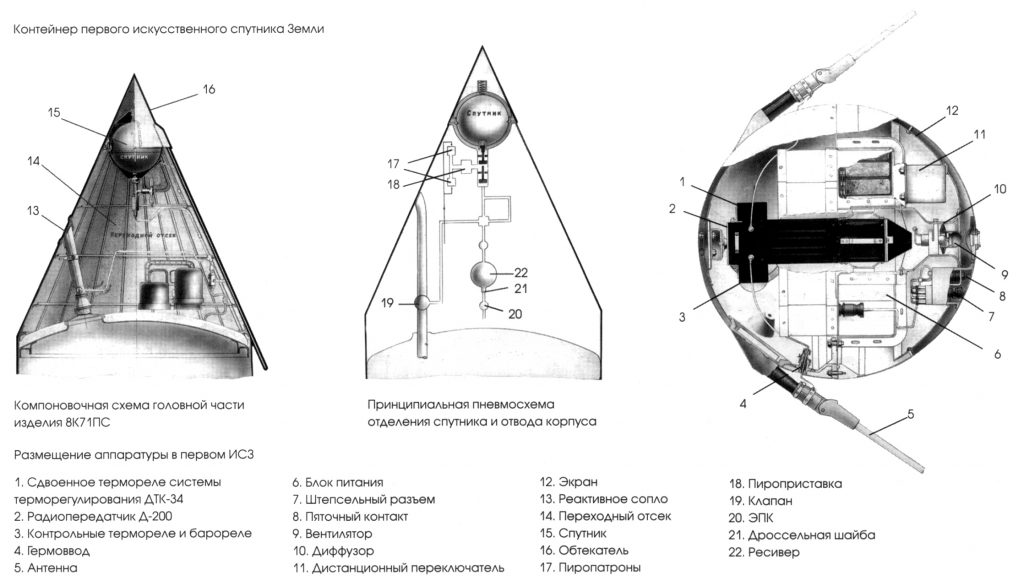 Контейнер первого искусственного спутника Земли
16
15
14
13
Спутник
Переходной отсек
Компоновочная схема головной части
изделия 8К71ПС
Спутник
17
18
22
21
19
20
Принципиальная пневмосхема
отделения спутника и отвода корпуса
12
11
1
10
2
9
8
3
7
6
4
5
Размещение аппаратуры в первом ИСЗ
1. Сдвоенное термореле системы
терморегулирования ДТК-34
2. Радиопередатчик Д-200
3. Контрольные термореле и барореле
4. Гермоввод
5. Антенна
6. Блок питания
7. Штепсельный разъем
8. Пяточный контакт
9. Вентилятор
10. Диффузор
11. Дистанционный переключатель
12. Экран
13. Реактивное сопло
14. Переходный отсек
15. Спутник
16. Обтекатель
17. Пиропатроны
18. Пироприставка
19. Клапан
20. ЭПК
21. Дроссельная шайба
22. Ресивер